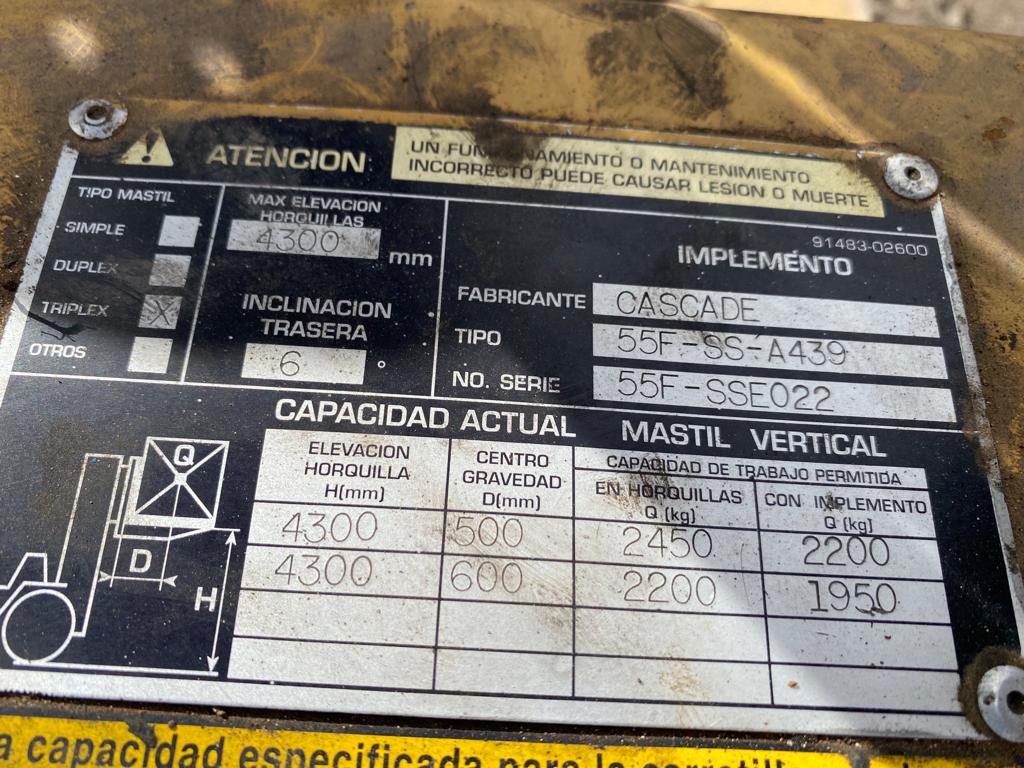 ATENCION
UN FUNCIONAMIENTO O MANTENIMIENTO
INCORRECTO PUEDE CAUSAR LESION O MUERTE
TIPO MASTIL
SIMPLE
DUPLEX
TRIPLEX X
OTROS
MAX ELEVACION
HORQUILLAS
4300 mm
INCLINACION
TRASERA
6 °
91483-02600
IMPLEMENTO
FABRICANTE CASCADE
TIPO 55F-SS-A439
NO. SERIE 55F-SSE022
CAPACIDAD ACTUAL MASTIL VERTICAL
ELEVACION
HORQUILLA
H(mm)
CENTRO
GRAVEDAD
D(mm)
CAPACIDAD DE TRABAJO PERMITIDA
EN HORQUILLAS
Q (kg)
CON IMPLEMENTO
Q (kg)
4300 500 2450 2200
4300 600 2200 1950
Q
D
H
a capacidad especificada para la